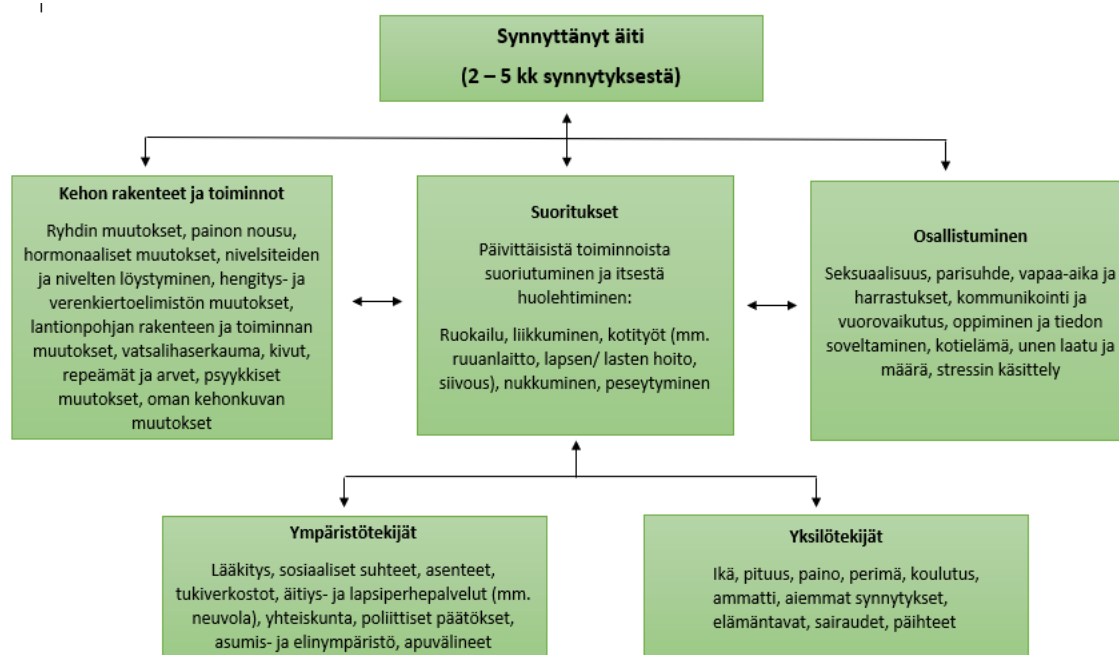 Synnyttänyt äiti
(2 – 5 kk synnytyksestä)
Kehon rakenteet ja toiminnot
Ryhdin muutokset, painon nousu,
hormonaaliset muutokset, nivelsiteiden
ja nivelten löystyminen, hengitys- ja
verenkiertoelimistön muutokset,
lantionpohjan rakenteen ja toiminnan
muutokset, vatsalihaserkauma, kivut,
repeämät ja arvet, psyykkiset
muutokset, oman kehonkuvan
muutokset
Suoritukset
Päivittäisistä toiminnoista
suoriutuminen ja itsestä
huolehtiminen:
Ruokailu, liikkuminen, kotityöt (mm.
ruuanlaitto, lapsen/ lasten hoito,
siivous), nukkuminen, peseytyminen
Osallistuminen
Seksuaalisuus, parisuhde, vapaa-aika ja
harrastukset, kommunikointi ja
vuorovaikutus, oppiminen ja tiedon
soveltaminen, kotielämä, unen laatu ja
määrä, stressin käsittely
Ympäristötekijät
Lääkitys, sosiaaliset suhteet, asenteet,
tukiverkostot, äitiys- ja lapsiperhepalvelut (mm.
neuvola), yhteiskunta, poliittiset päätökset,
asumis- ja elinympäristö, apuvälineet
Yksilötekijät
Ikä, pituus, paino, perimä, koulutus,
ammatti, aiemmat synnytykset,
elämäntavat, sairaudet, päihteet